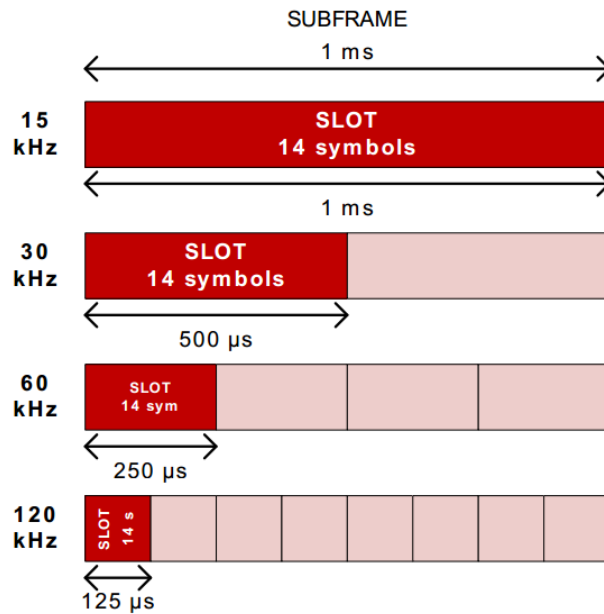 SUBFRAME
1 ms
15
kHz
SLOT
14 symbols
1 ms
30
kHz
SLOT
14 symbols
500 µs
60
kHz
SLOT
14 sym
250 µs
120
kHz
SLOT
14 s
125 µs